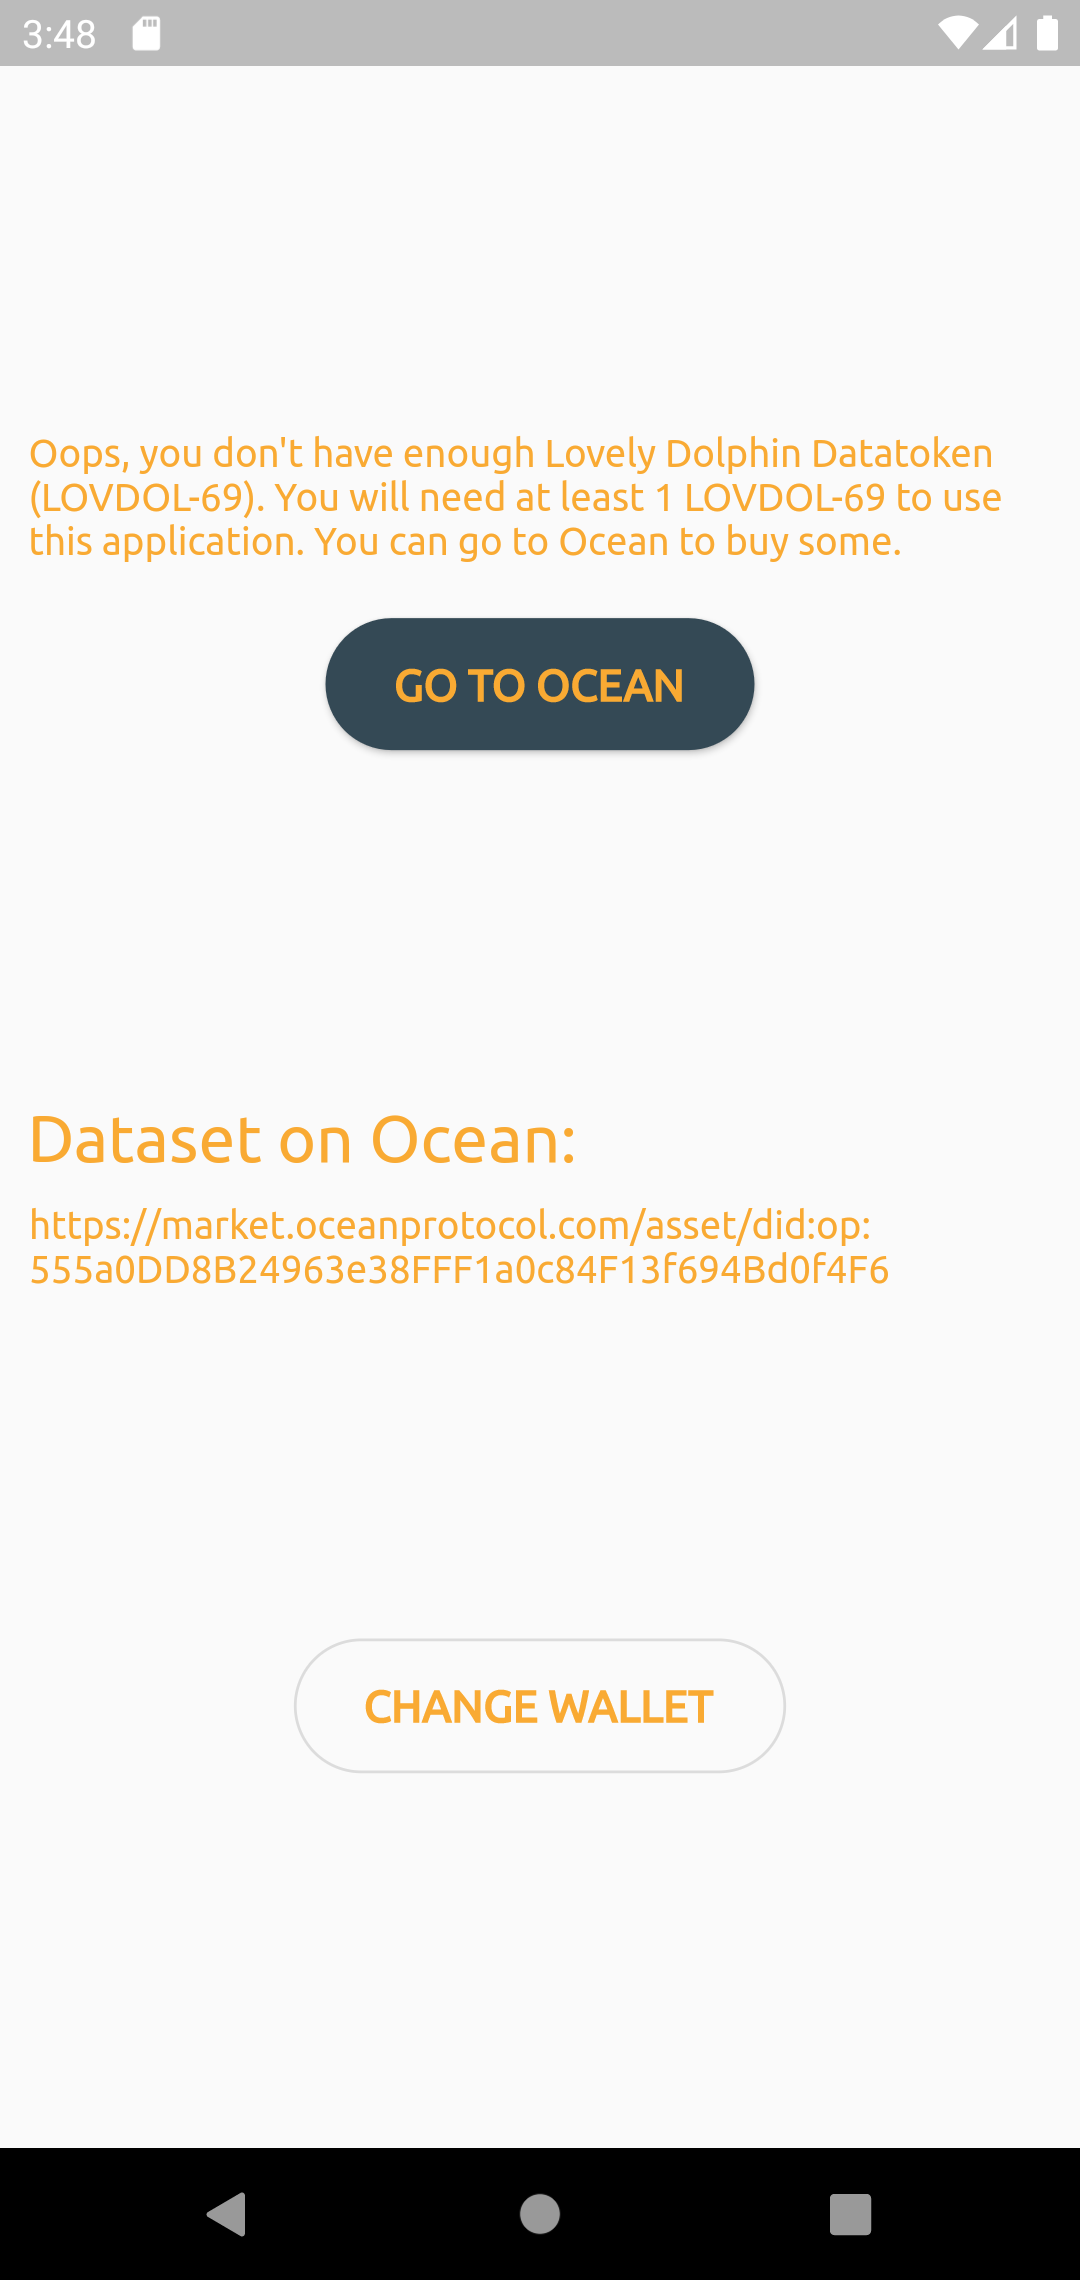 3:48
Oops, you don't have enough Lovely Dolphin Datatoken
(LOVDOL-69). You will need at least 1 LOVDOL-69 to use
this application. You can go to Ocean to buy some.
GO TO OCEAN
Dataset on Ocean:
https://market.oceanprotocol.com/asset/did:op:
555a0DD8B24963e38FFF1a0c84F13f694Bd0f4F6
CHANGE WALLET